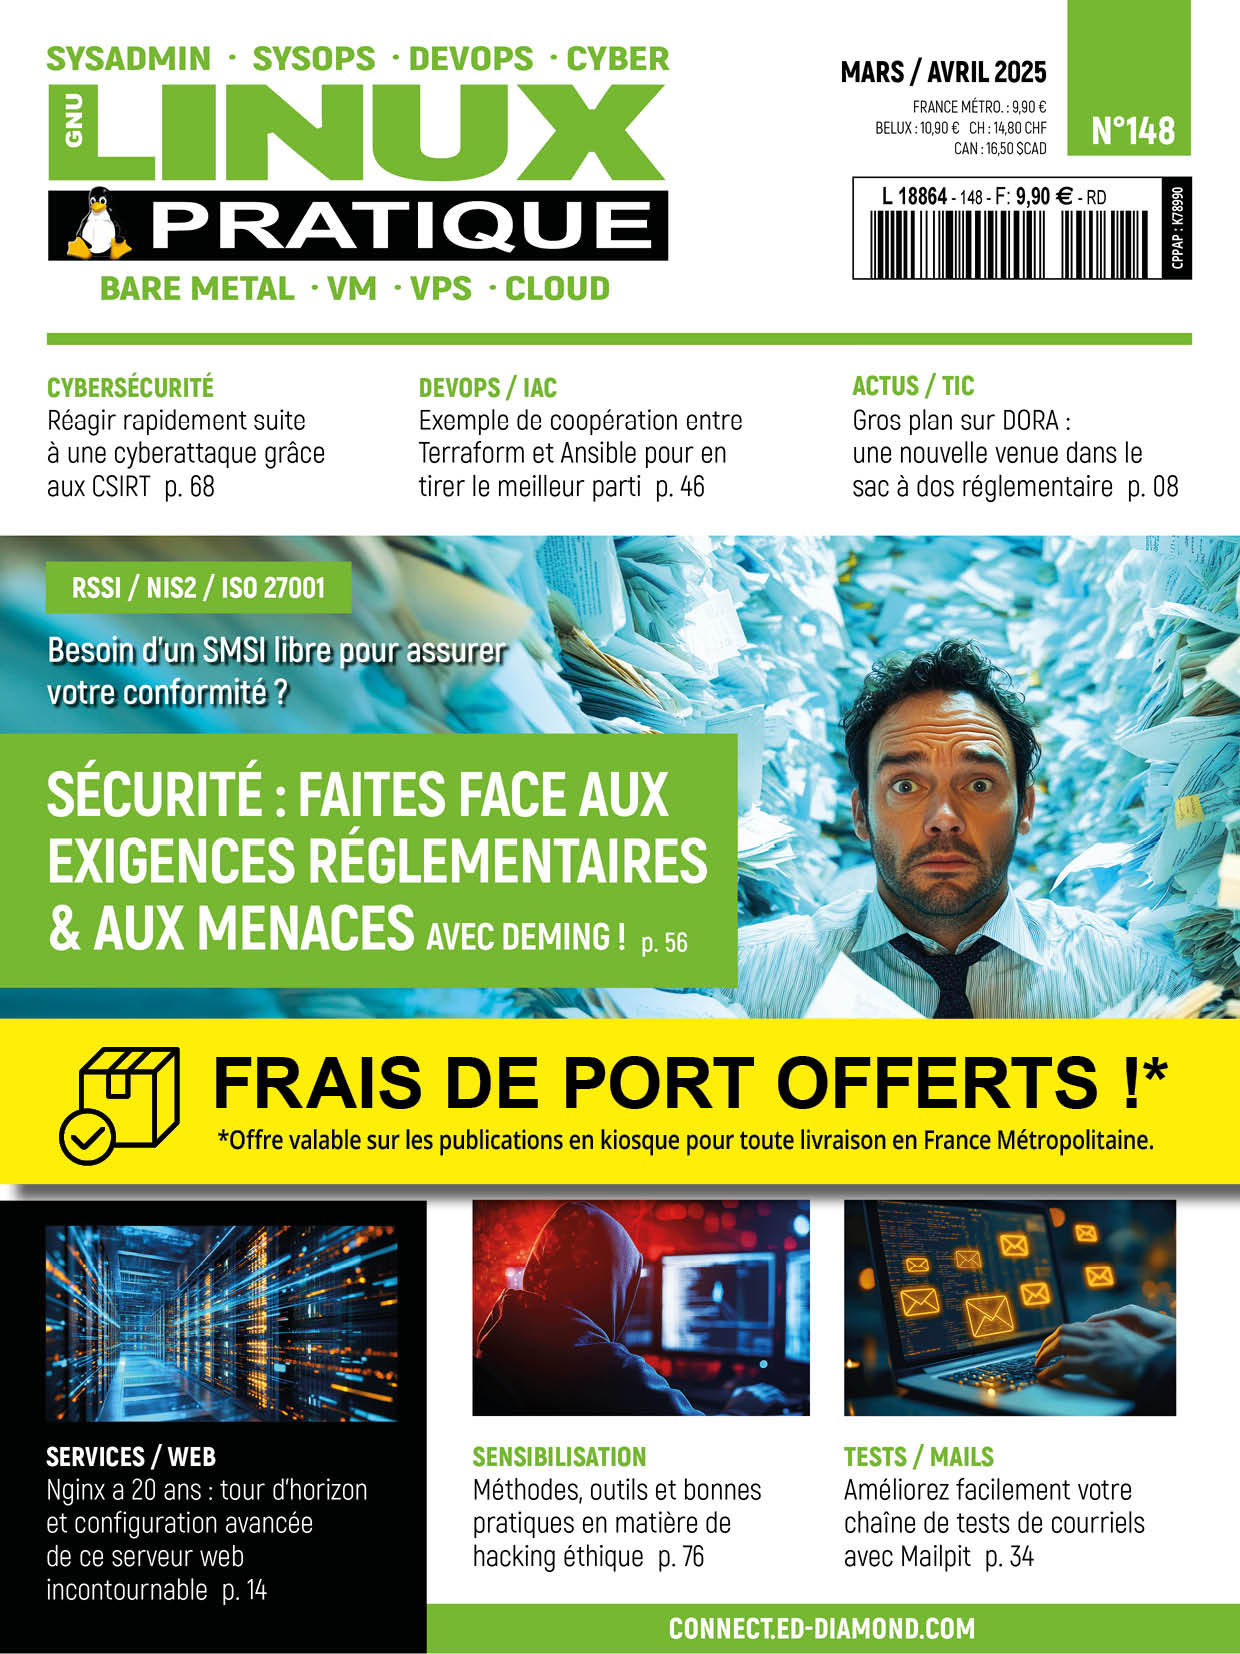 SYSADMIN · SYSOPS · DEVOPS · CYBER
GNU
LINUX
PRATIQUE
BARE METAL · VM · VPS · CLOUD
MARS / AVRIL 2025
FRANCE MÉTRO. : 9,90 €
BELUX : 10,90 € CH : 14,80 CHF
CAN : 16,50 $CAD
N°148
L 18864 - 148 - F: 9,90 € - RD
CPPAP : K78990
CYBERSÉCURITÉ
Réagir rapidement suite
à une cyberattaque grâce
aux CSIRT p. 68
DEVOPS / IAC
Exemple de coopération entre
Terraform et Ansible pour en
tirer le meilleur parti p. 46
ACTUS / TIC
Gros plan sur DORA :
une nouvelle venue dans le
sac à dos réglementaire p. 08
RSSI / NIS2 / ISO 27001
Besoin d'un SMSI libre pour assurer
votre conformité ?
SÉCURITÉ : FAITES FACE AUX
EXIGENCES RÉGLEMENTAIRES
& AUX MENACES AVEC DEMING ! p. 56
FRAIS DE PORT OFFERTS !*
*Offre valable sur les publications en kiosque pour toute livraison en France Métropolitaine.
SERVICES / WEB
Nginx a 20 ans : tour d'horizon
et configuration avancée
de ce serveur web
incontournable p. 14
SENSIBILISATION
Méthodes, outils et bonnes
pratiques en matière de
hacking éthique p. 76
TESTS / MAILS
Améliorez facilement votre
chaîne de tests de courriels
avec Mailpit p. 34
CONNECT.ED-DIAMOND.COM